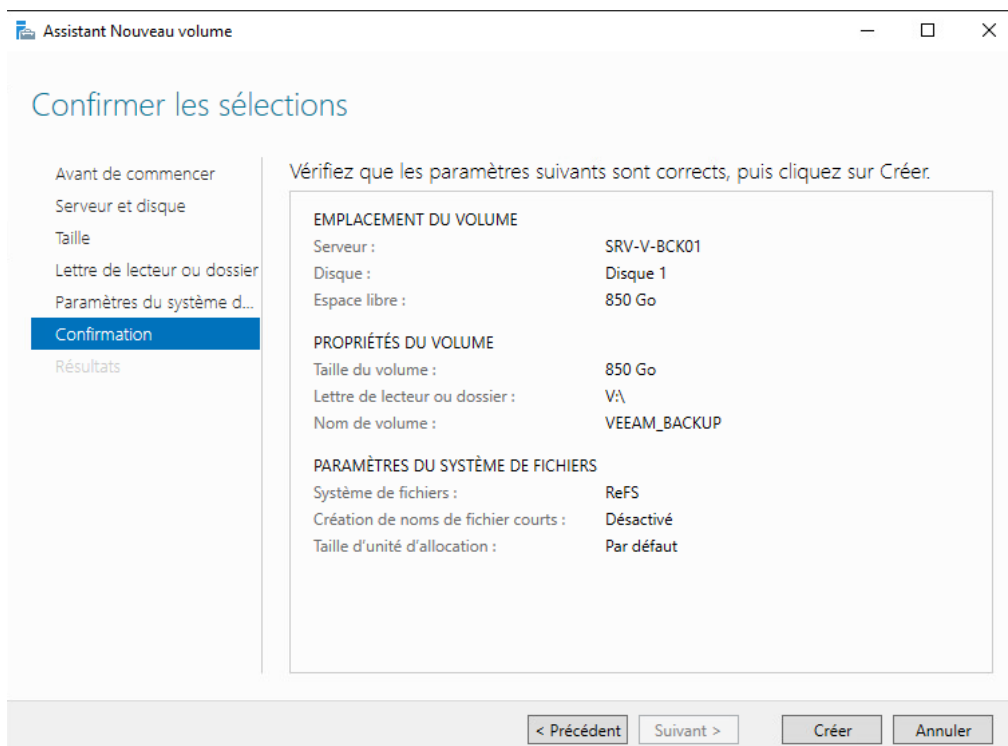 Assistant Nouveau volume
Confirmer les sélections
Avant de commencer
Serveur et disque
Taille
Lettre de lecteur ou dossier
Paramètres du système d...
Confirmation
Résultats
Vérifiez que les paramètres suivants sont corrects, puis cliquez sur Créer.
EMPLACEMENT DU VOLUME
Serveur : SRV-V-BCK01
Disque : Disque 1
Espace libre : 850 Go
PROPRIÉTÉS DU VOLUME
Taille du volume : 850 Go
Lettre de lecteur ou dossier : V:\
Nom de volume : VEEAM_BACKUP
PARAMÈTRES DU SYSTÈME DE FICHIERS
Système de fichiers : ReFS
Création de noms de fichier courts : Désactivé
Taille d'unité d'allocation : Par défaut
< Précédent Suivant > Créer Annuler